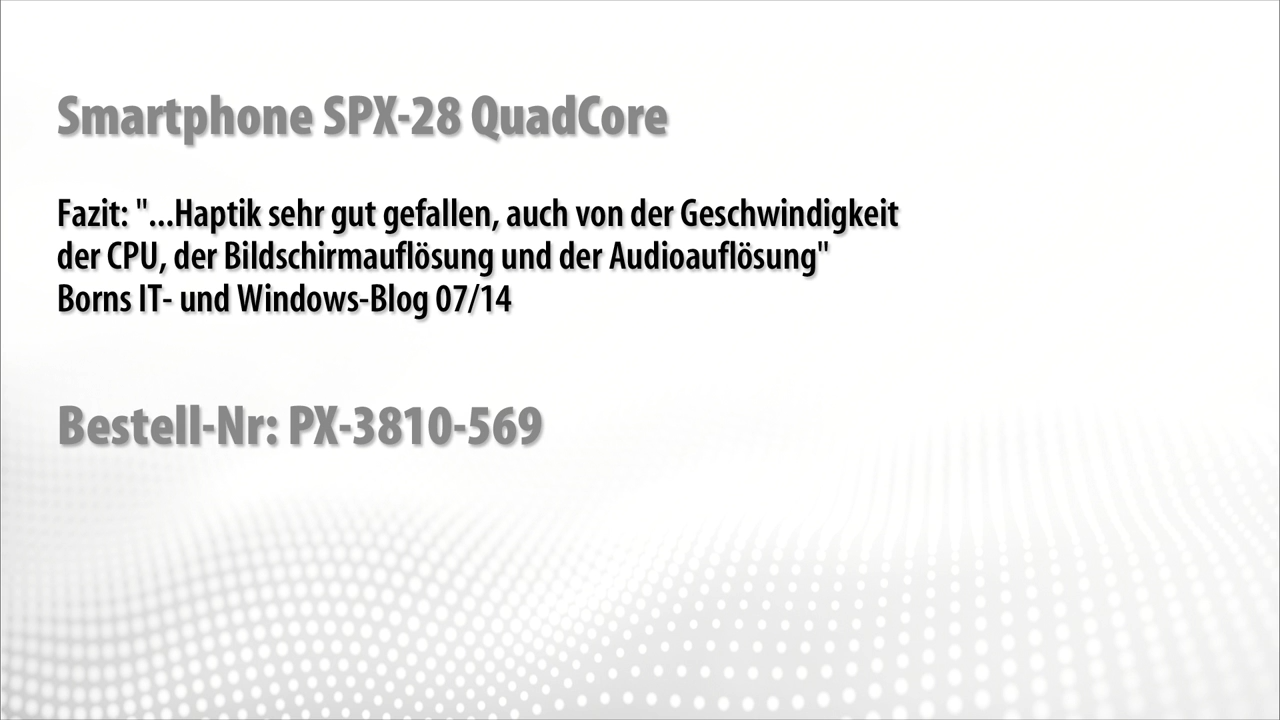 Smartphone SPX-28 QuadCore
Fazit: "...Haptik sehr gut gefallen, auch von der Geschwindigkeit
der CPU, der Bildschirmauflösung und der Audioauflösung"
Borns IT- und Windows-Blog 07/14
Bestell-Nr: PX-3810-569